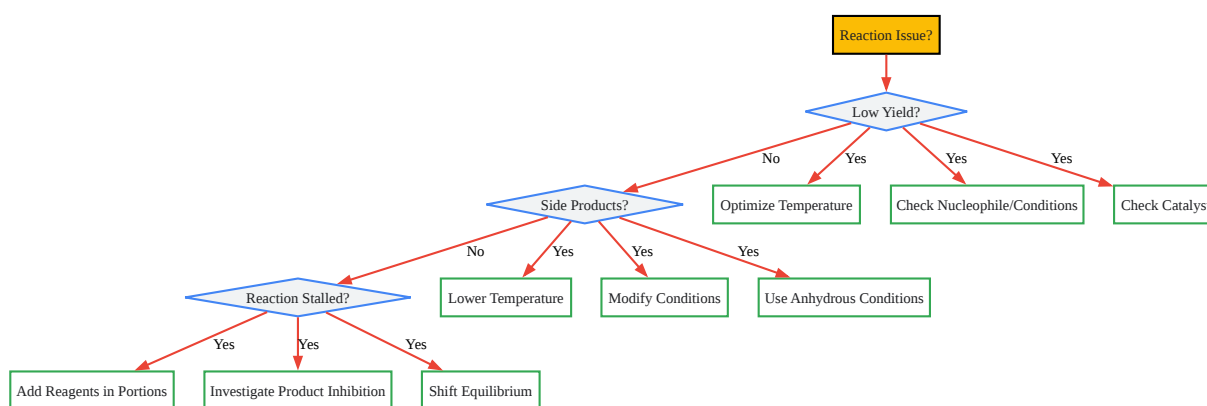 Reaction Issue?
Low Yield?
No
Yes
Yes
Yes
Side Products?
Optimize Temperature
Check Nucleophile/Conditions
Check Catalyst
No
Yes
Yes
Yes
Reaction Stalled?
Lower Temperature
Modify Conditions
Use Anhydrous Conditions
Yes
Yes
Yes
Add Reagents in Portions
Investigate Product Inhibition
Shift Equilibrium